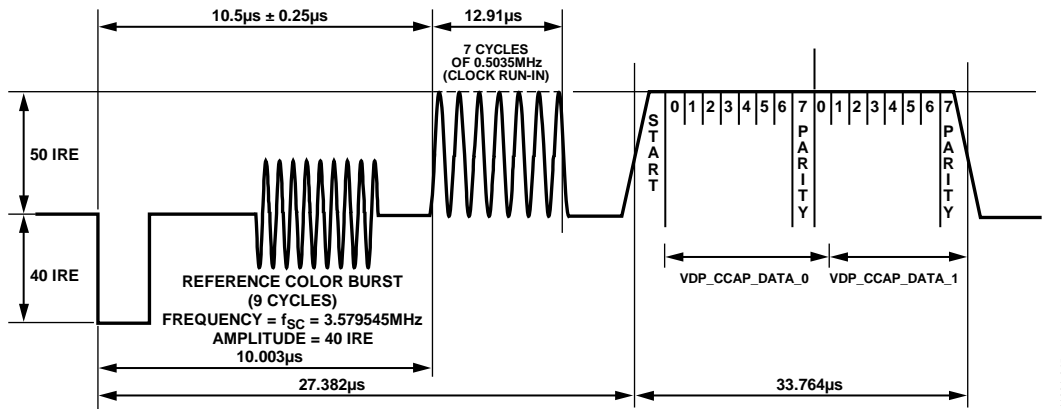 10.5µs ± 0.25µs
12.91µs
7 CYCLES
OF 0.5035MHz
(CLOCK RUN-IN)
50 IRE
40 IRE
START
0 1 2 3 4 5 6 7 0 1 2 3 4 5 6 7
PARITY
PARITY
VDP_CCAP_DATA_0
VDP_CCAP_DATA_1
REFERENCE COLOR BURST
(9 CYCLES)
FREQUENCY = fSC = 3.579545MHz
AMPLITUDE = 40 IRE
10.003µs
27.382µs
33.764µs